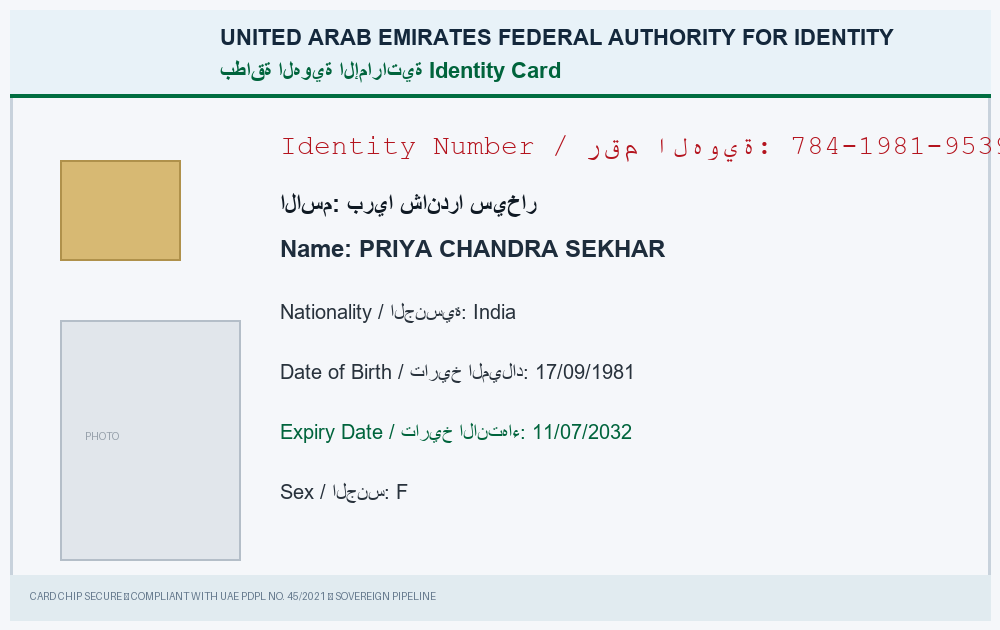 UNITED ARAB EMIRATES FEDERAL AUTHORITY FOR IDENTITY
بطاقة الهوية الإماراتية Identity Card
Identity Number / رقم الهوية: 784-1981-953
الاسم: بريا شاندرا سيخار
Name: PRIYA CHANDRA SEKHAR
Nationality / الجنسية: India
Date of Birth / تاريخ الميلاد: 17/09/1981
Expiry Date / تاريخ الانتهاء: 11/07/2032
Sex / الجنس: F
PHOTO
CARD CHIP SECURE COMPLIANT WITH UAE PDPL NO. 45/2021 SOVEREIGN PIPELINE